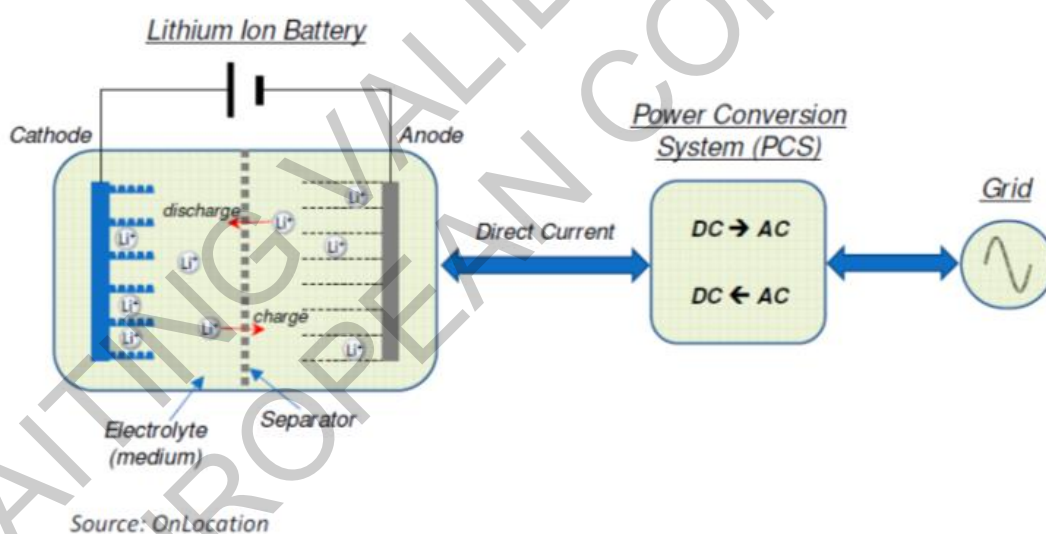 Lithium Ion Battery
Cathode
Anode
discharge
Li⁺
Li⁺
Li⁺
Li⁺
Li⁺
charge
Li⁺
Li⁺
Li⁺
Li⁺
Electrolyte
(medium)
Separator
Direct Current
Power Conversion
System (PCS)
DC → AC
DC ← AC
Grid
Source: OnLocation